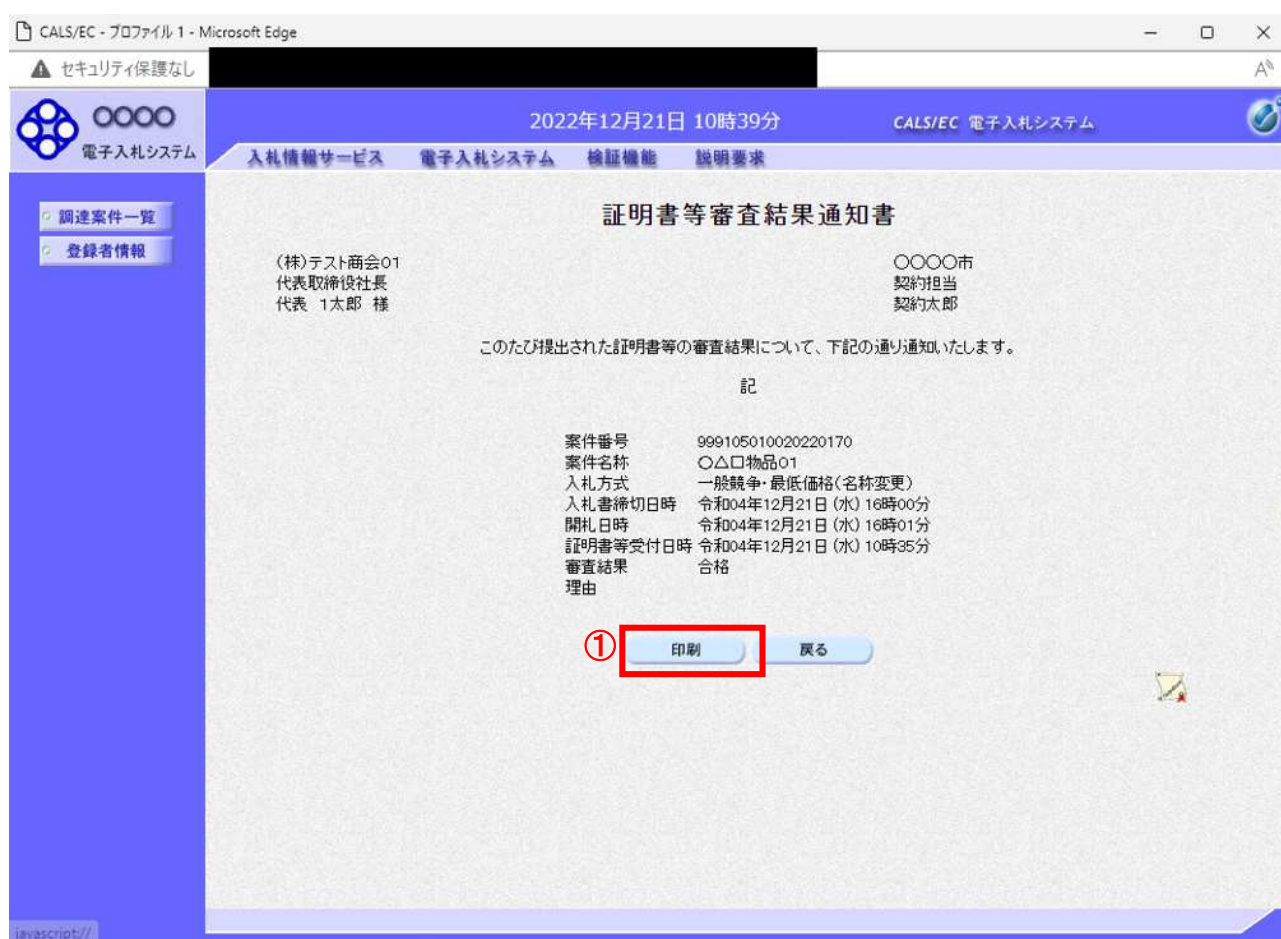 CALS/EC - プロファイル 1 - Microsoft Edge
セキュリティ保護なし
A
〇〇〇〇
電子入札システム
2022年12月21日 10時39分
CALS/EC 電子入札システム
入札情報サービス 電子入札システム 検証機能 説明要求
調達案件一覧
登録者情報
証明書等審査結果通知書
(株)テスト商会01
代表取締役社長
代表 1太郎 様
〇〇〇〇市
契約担当
契約太郎
このたび提出された証明書等の審査結果について、下記の通り通知いたします。
記
案件番号 999105010020220170
案件名称 〇△口物品01
入札方式 一般競争・最低価格(名称変更)
入札書締切日時 令和04年12月21日 (水) 16時00分
開札日時 令和04年12月21日 (水) 16時01分
証明書等受付日時 令和04年12月21日 (水) 10時35分
審査結果 合格
理由
① 印刷 戻る
javascript://